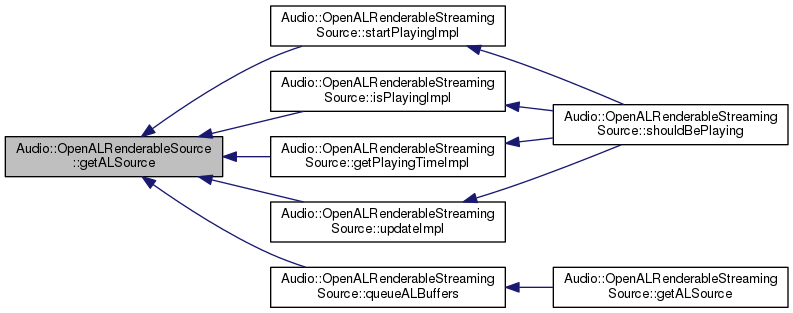 Audio::OpenALRenderableSource
::getALSource
Audio::OpenALRenderableStreaming
Source::startPlayingImpl
Audio::OpenALRenderableStreaming
Source::isPlayingImpl
Audio::OpenALRenderableStreaming
Source::getPlayingTimeImpl
Audio::OpenALRenderableStreaming
Source::updateImpl
Audio::OpenALRenderableStreaming
Source::queueALBuffers
Audio::OpenALRenderableStreaming
Source::shouldBePlaying
Audio::OpenALRenderableStreaming
Source::getALSource